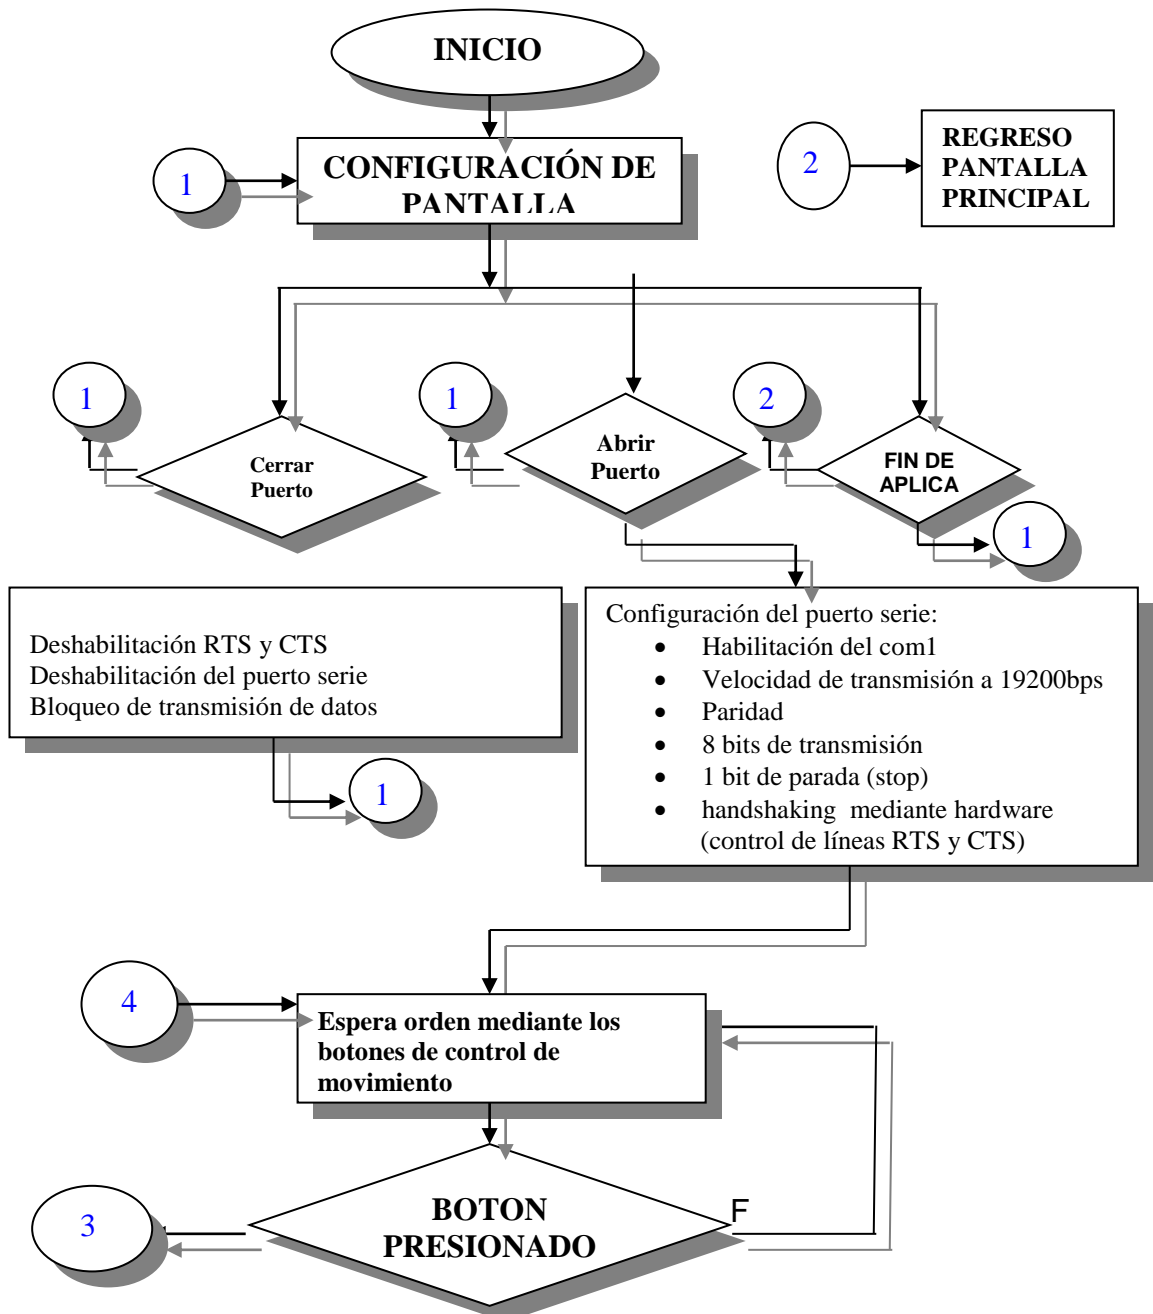 INICIO
CONFIGURACIÓN DE
PANTALLA
1
2
REGRESO
PANTALLA
PRINCIPAL
1
Cerrar
Puerto
1
Abrir
Puerto
2
FIN DE
APLICA
1
Deshabilitación RTS y CTS
Deshabilitación del puerto serie
Bloqueo de transmisión de datos
1
Configuración del puerto serie:
• Habilitación del com1
• Velocidad de transmisión a 19200bps
• Paridad
• 8 bits de transmisión
• 1 bit de parada (stop)
• handshaking mediante hardware
(control de líneas RTS y CTS)
4
Espera orden mediante los
botones de control de
movimiento
BOTON
PRESIONADO
F
3